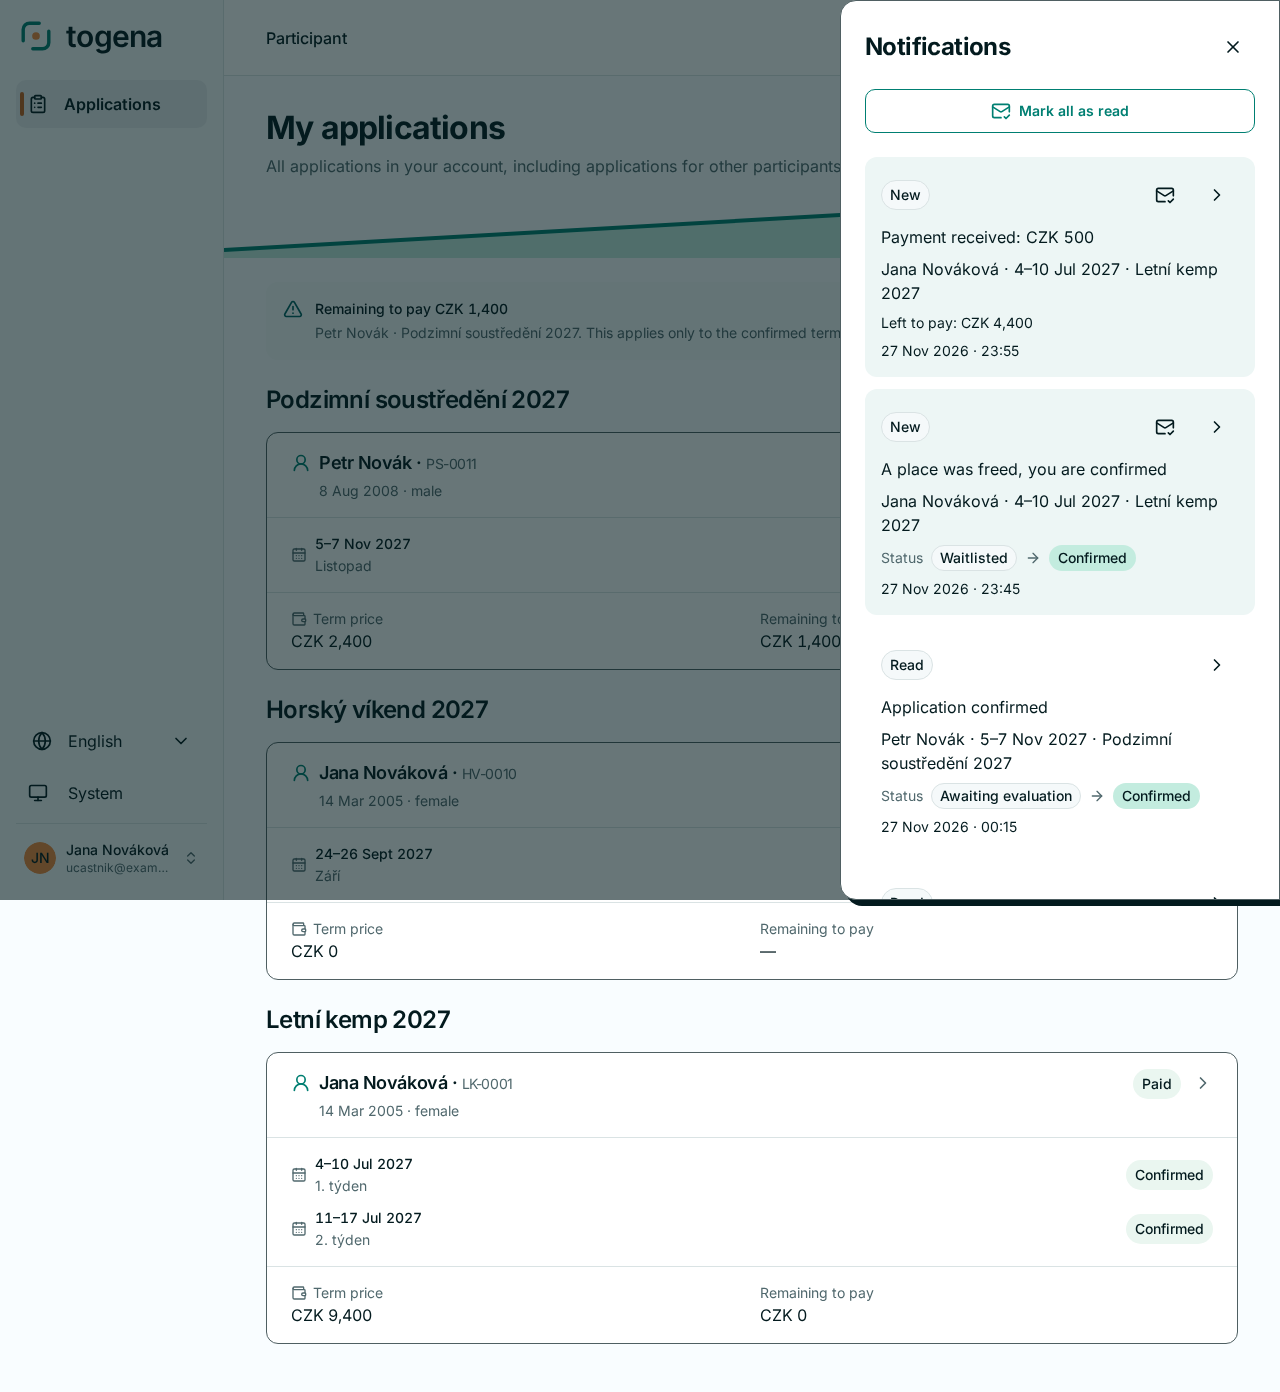 togena
Applications
English
System
JN
Jana Nováková
ucastnik@exam...
Participant
My applications
All applications in your account, including applications for other participants
Remaining to pay CZK 1,400
Petr Novák · Podzimní soustředění 2027. This applies only to the confirmed term
Podzimní soustředění 2027
Petr Novák · PS-0011
8 Aug 2008 · male
5–7 Nov 2027
Listopad
Term price
CZK 2,400
Remaining to
CZK 1,400
Horský víkend 2027
Jana Nováková · HV-0010
14 Mar 2005 · female
24–26 Sept 2027
Září
Term price
CZK 0
Remaining to pay
—
Letní kemp 2027
Jana Nováková · LK-0001
Paid
14 Mar 2005 · female
4–10 Jul 2027
1. týden
Confirmed
11–17 Jul 2027
2. týden
Confirmed
Term price
CZK 9,400
Remaining to pay
CZK 0
Notifications
Mark all as read
New
Payment received: CZK 500
Jana Nováková · 4–10 Jul 2027 · Letní kemp
2027
Left to pay: CZK 4,400
27 Nov 2026 · 23:55
New
A place was freed, you are confirmed
Jana Nováková · 4–10 Jul 2027 · Letní kemp
2027
Status Waitlisted → Confirmed
27 Nov 2026 · 23:45
Read
Application confirmed
Petr Novák · 5–7 Nov 2027 · Podzimní
soustředění 2027
Status Awaiting evaluation → Confirmed
27 Nov 2026 · 00:15